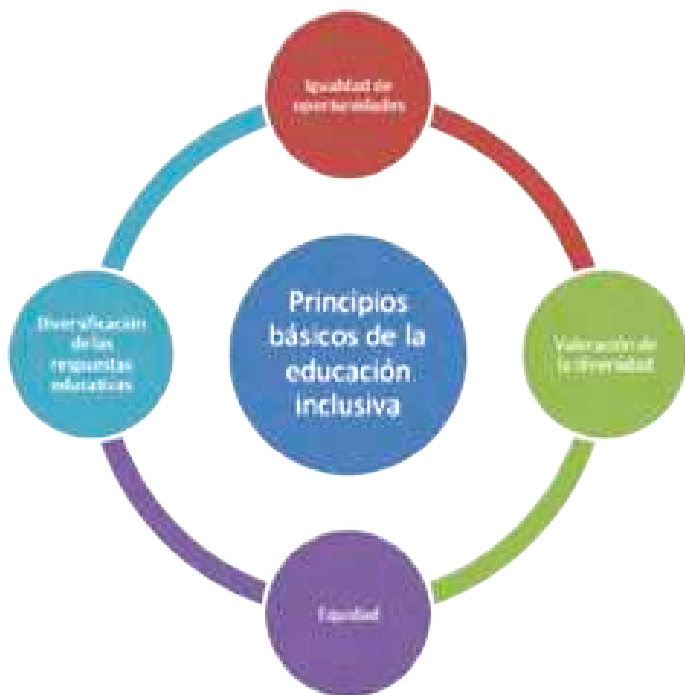 Igualdad de
oportunidades
Diversificación
de las
respuestas
educativas
Principios
básicos de la
educación
inclusiva
Valoración de
la diversidad
Equidad